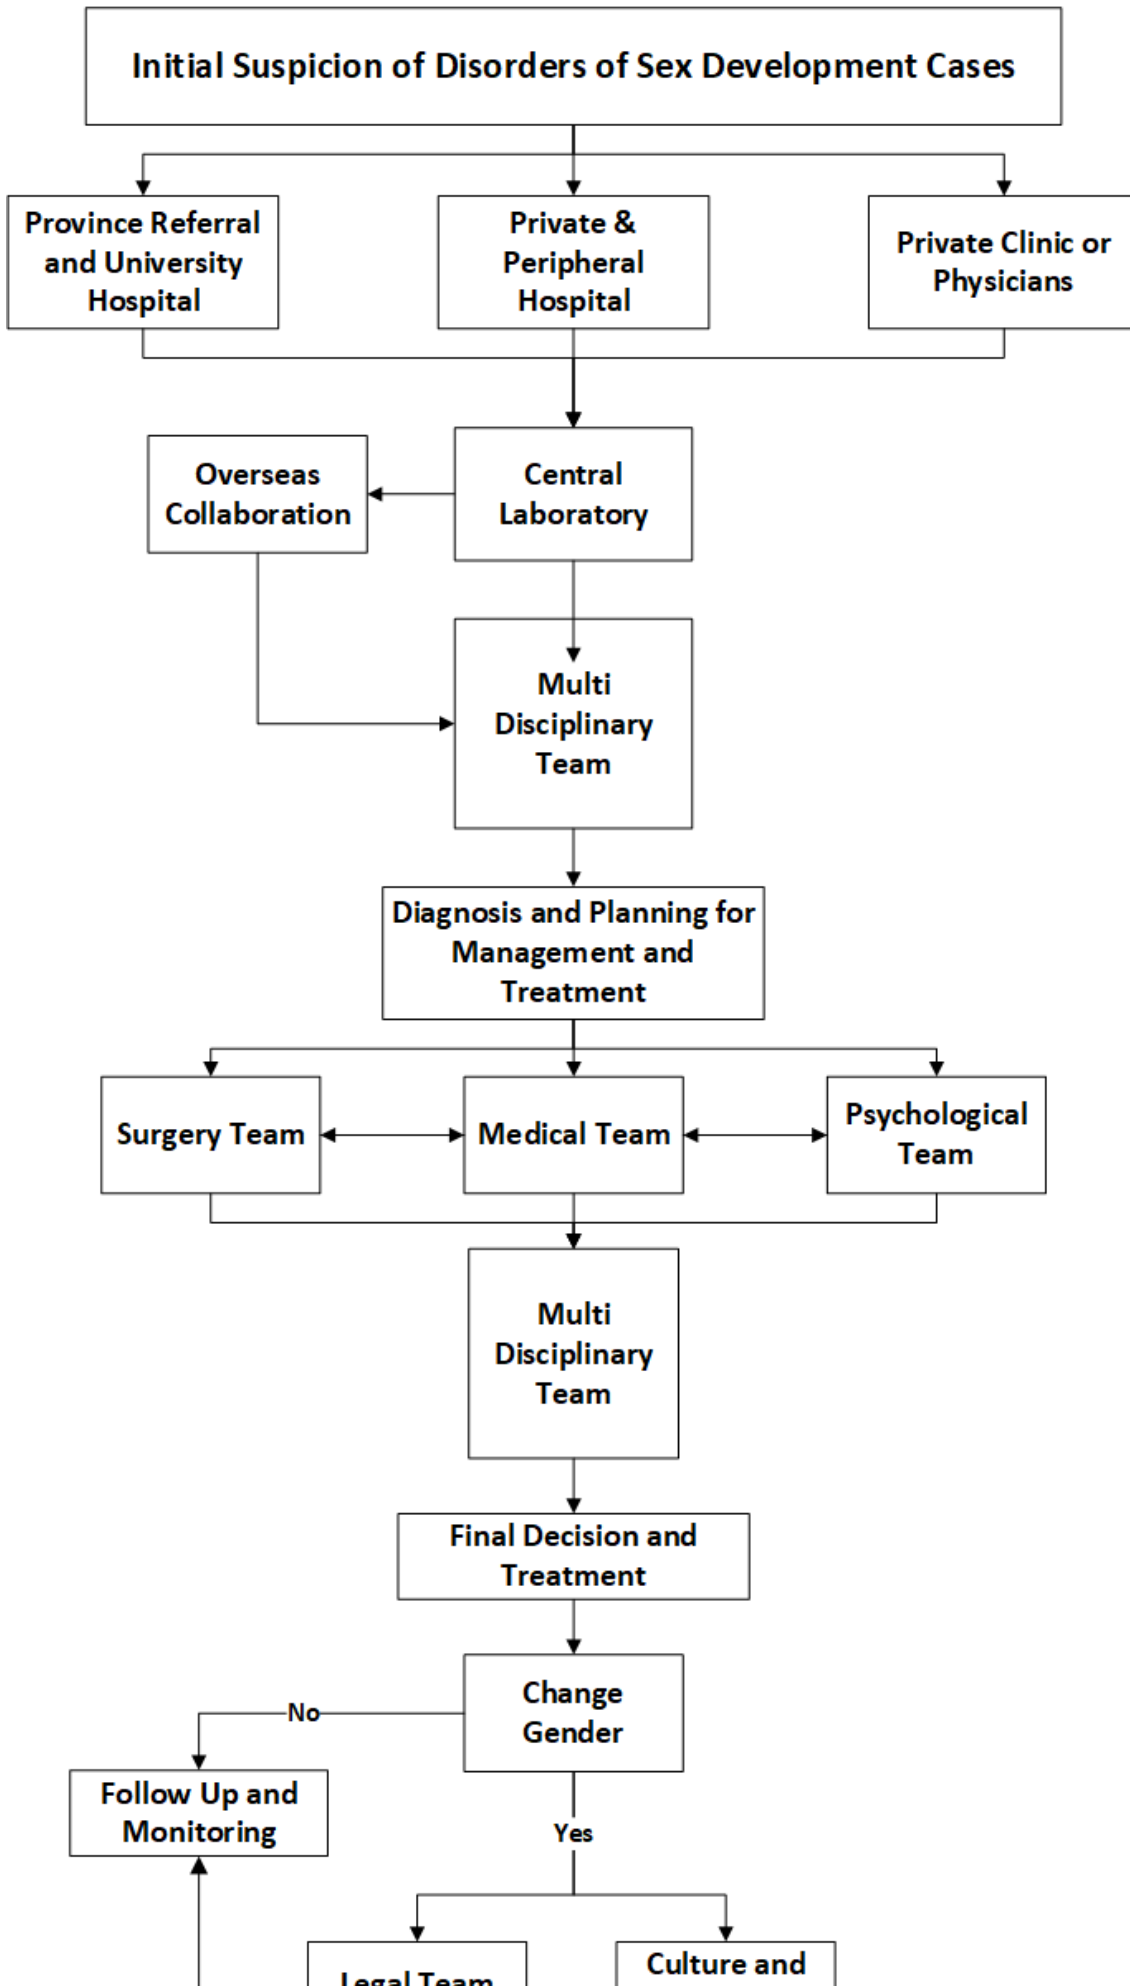 Initial Suspicion of Disorders of Sex Development Cases
Province Referral
and University
Hospital
Private &
Peripheral
Hospital
Private Clinic or
Physicians
Overseas
Collaboration
Central
Laboratory
Multi
Disciplinary
Team
Diagnosis and Planning for
Management and
Treatment
Surgery Team
Medical Team
Psychological
Team
Multi
Disciplinary
Team
Final Decision and
Treatment
Change
Gender
No
Follow Up and
Monitoring
Yes
Legal Team
Culture and